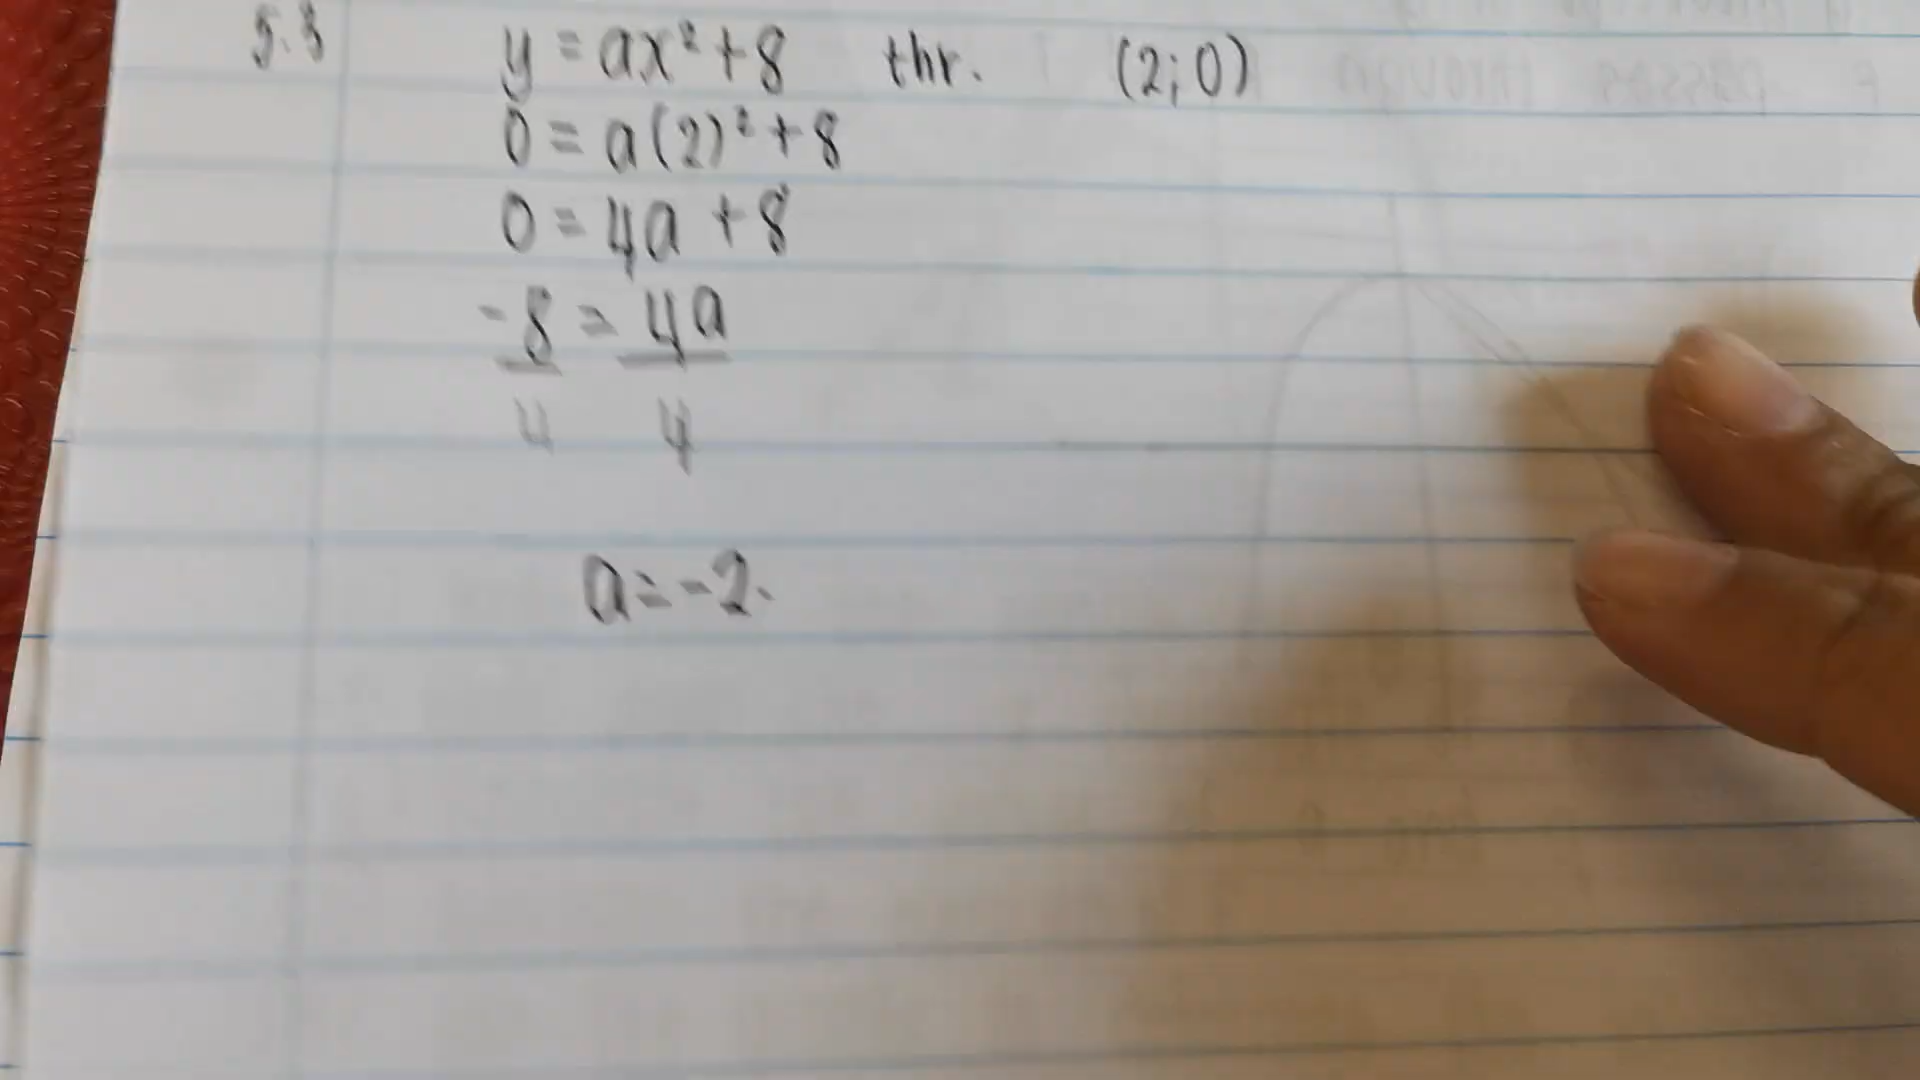 5.3 y = ax² + 8 thr. (2;0)
0 = a(2)² + 8
0 = 4a + 8
-8 = 4a
4 4
a = -2.